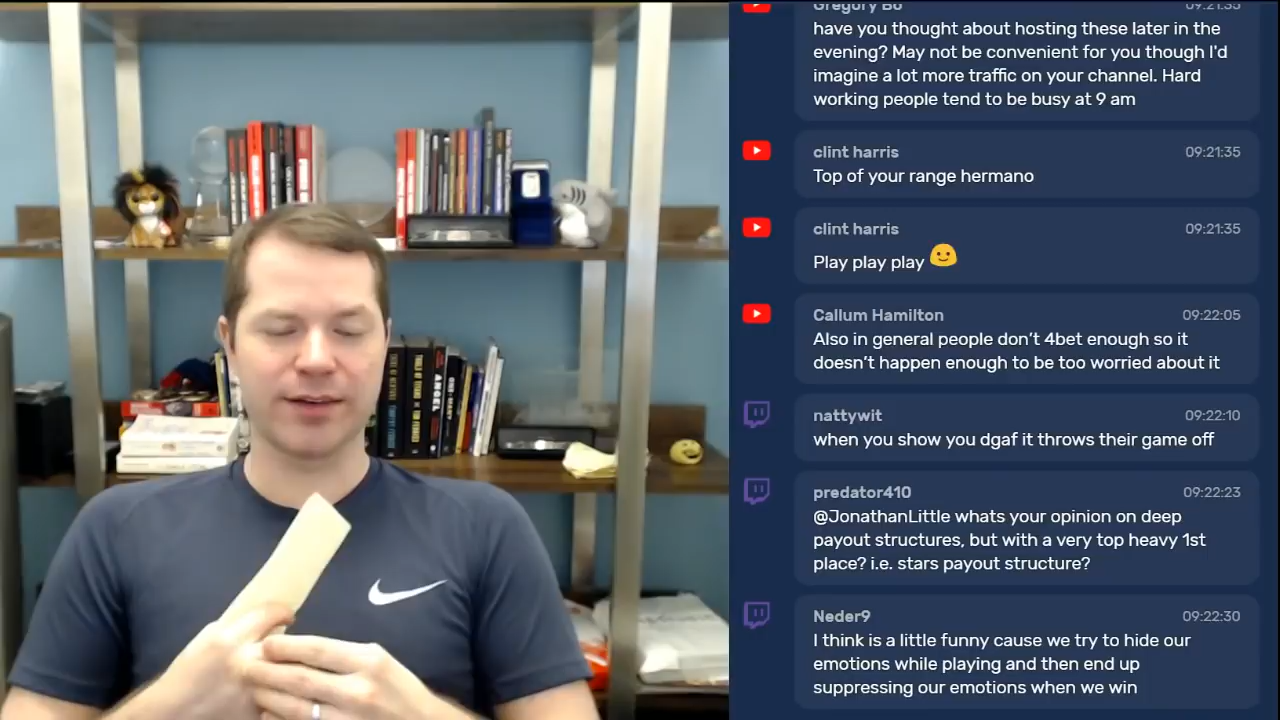 Gregory Bo 09:21:35
have you thought about hosting these later in the
evening? May not be convenient for you though I'd
imagine a lot more traffic on your channel. Hard
working people tend to be busy at 9 am
clint harris 09:21:35
Top of your range hermano
clint harris 09:21:35
Play play play
Callum Hamilton 09:22:05
Also in general people don't 4bet enough so it
doesn't happen enough to be too worried about it
nattywit 09:22:10
when you show you dgaf it throws their game off
predator410 09:22:23
@JonathanLittle whats your opinion on deep
payout structures, but with a very top heavy 1st
place? i.e. stars payout structure?
Neder9 09:22:30
I think is a little funny cause we try to hide our
emotions while playing and then end up
suppressing our emotions when we win
ANGEL